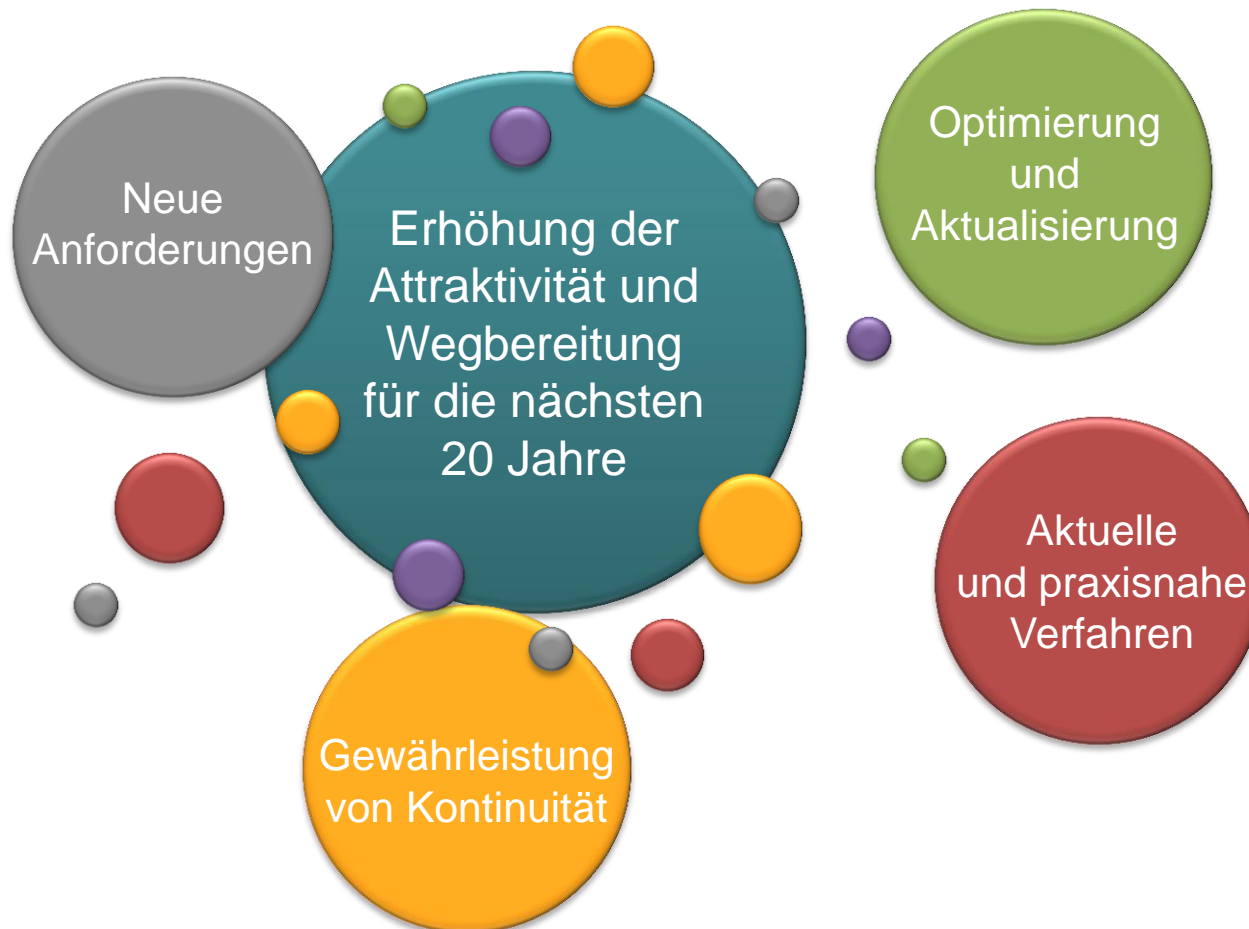 Neue
Anforderungen
Erhöhung der
Attraktivität und
Wegbereitung
für die nächsten
20 Jahre
Optimierung
und
Aktualisierung
Aktuelle
und praxisnahe
Verfahren
Gewährleistung
von Kontinuität